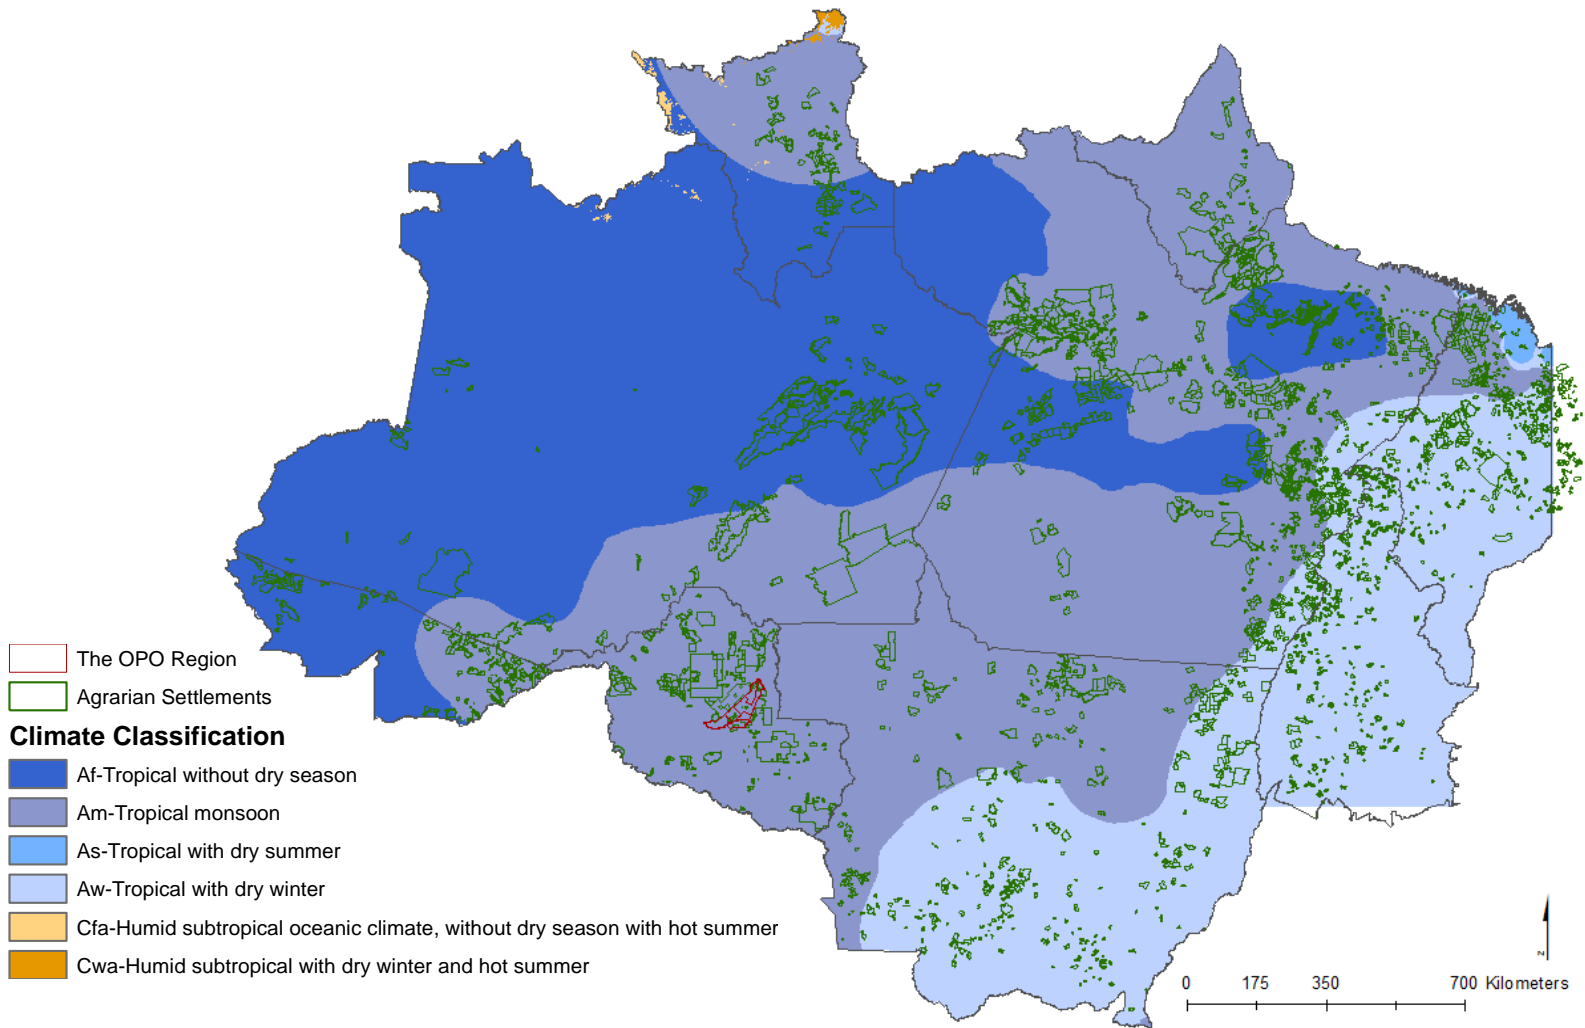 The OPO Region
Agrarian Settlements
Climate Classification
Af-Tropical without dry season
Am-Tropical monsoon
As-Tropical with dry summer
Aw-Tropical with dry winter
Cfa-Humid subtropical oceanic climate, without dry season with hot summer
Cwa-Humid subtropical with dry winter and hot summer
N
0 175 350 700 Kilometers